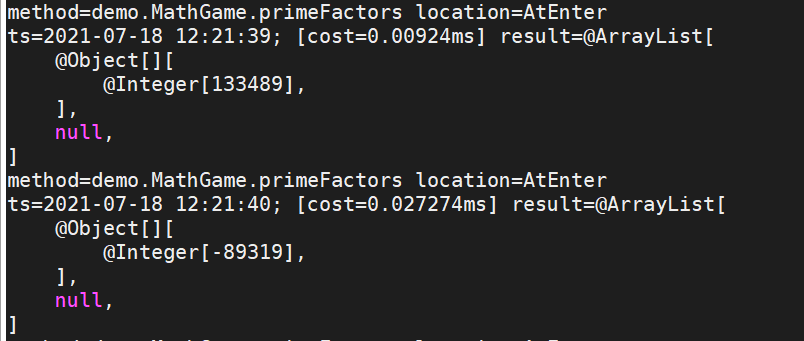 method=demo.MathGame.primeFactors location=AtEnter
ts=2021-07-18 12:21:39; [cost=0.00924ms] result=@ArrayList[
    @Object[][
        @Integer[133489],
    ],
    null,
]
method=demo.MathGame.primeFactors location=AtEnter
ts=2021-07-18 12:21:40; [cost=0.027274ms] result=@ArrayList[
    @Object[][
        @Integer[-89319],
    ],
    null,
]